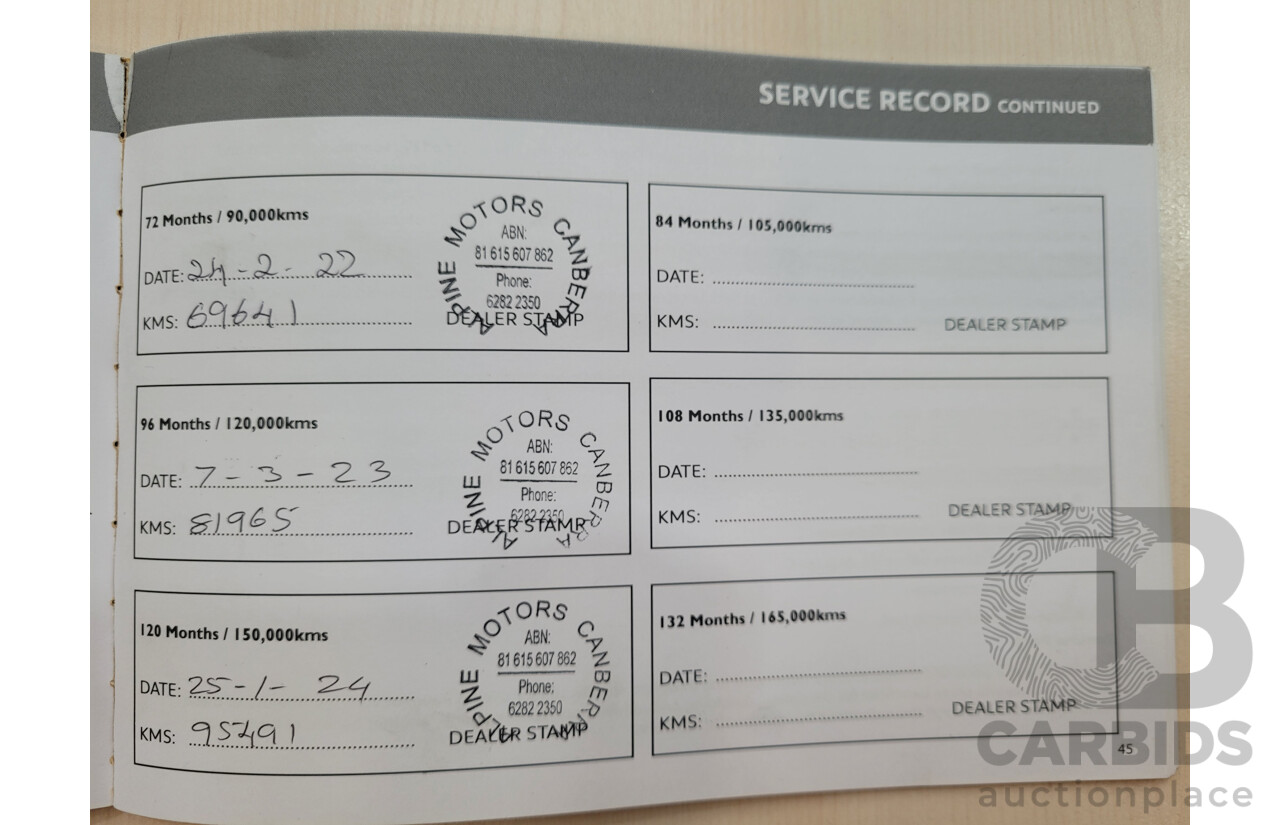 SERVICE RECORD CONTINUED
72 Months / 90,000kms
DATE: 24-2-22
KMS: 69641
ALPINE MOTORS CANBERRA
ABN:
81 615 607 862
Phone:
6282 2350
DEALER STAMP
84 Months / 105,000kms
DATE:
KMS:
DEALER STAMP
96 Months / 120,000kms
DATE: 7-3-23
KMS: 81965
ALPINE MOTORS CANBERRA
ABN:
81 615 607 862
Phone:
6282 2350
DEALER STAMP
108 Months / 135,000kms
DATE:
KMS:
DEALER STAMP
120 Months / 150,000kms
DATE: 25-1-24
KMS: 95491
ALPINE MOTORS CANBERRA
ABN:
81 615 607 862
Phone:
6282 2350
DEALER STAMP
132 Months / 165,000kms
DATE:
KMS:
DEALER STAMP
45
CB
CARBIDS
auctionplace